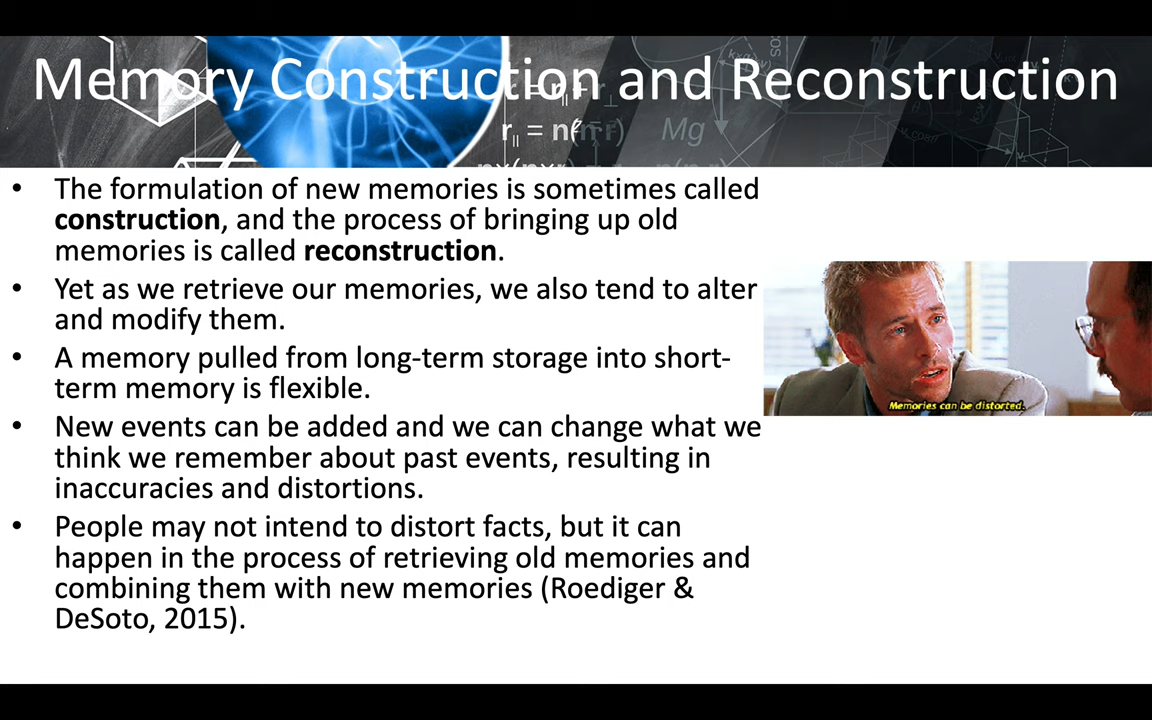 Memory Construction and Reconstruction
r|| = n(n·r) Mg
• The formulation of new memories is sometimes called
construction, and the process of bringing up old
memories is called reconstruction.
• Yet as we retrieve our memories, we also tend to alter
and modify them.
• A memory pulled from long-term storage into short-
term memory is flexible.
• New events can be added and we can change what we
think we remember about past events, resulting in
inaccuracies and distortions.
• People may not intend to distort facts, but it can
happen in the process of retrieving old memories and
combining them with new memories (Roediger &
DeSoto, 2015).
Memories can be distorted.